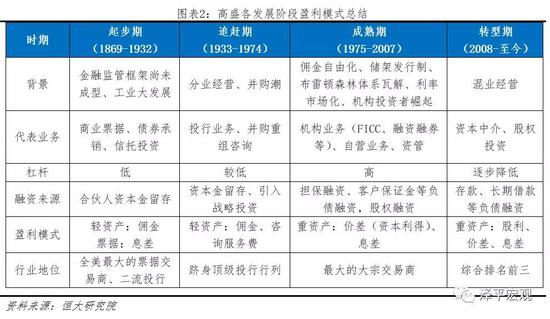 图表2：高盛各发展阶段盈利模式总结
时期
起步期
（1869-1932）
追赶期
（1933-1974）
成熟期
（1975-2007）
转型期
（2008-至今）
背景
金融监管框架尚未
成型、工业大发展
分业经营、并购潮
佣金自由化、储架发行制、
布雷顿森林体系瓦解、利率
市场化、机构投资者崛起
混业经营
代表业务
商业票据、债券承
销、信托投资
投行业务、并购重
组咨询
机构业务（FICC、融资融券
等）、自营业务、资管
资本中介、股权投
资
杠杆
低
较低
高
逐步降低
融资来源
合伙人资本金留存
资本金留存、引入
战略投资
担保融资、客户保证金等负
债融资，股权融资
存款、长期借款
等负债融资
盈利模式
轻资产：佣金
票据：息差
轻资产：佣金、咨
询服务费
重资产：价差（资本利得）、
息差
重资产：股利、
价差、息差
行业地位
全美最大的票据交
易商、二流投行
跻身顶级投行行列
最大的大宗交易商
综合排名前三
资料来源：恒大研究院
泽平宏观